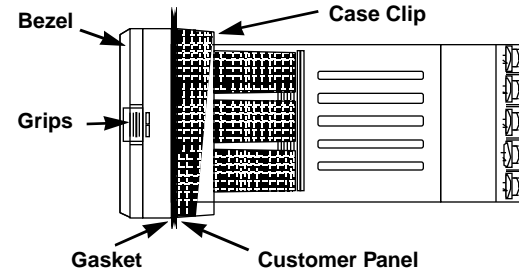 Case Clip
Bezel
Grips
Gasket
Customer Panel